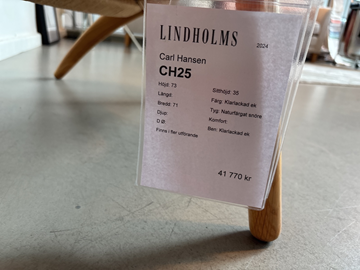 LINDHOLMS
2024
Carl Hansen
CH25
Höjd: 73
Längd:
Bredd: 71
Djup:
D Ø:
Finns i fler utförande
Sitthöjd: 35
Färg: Klarlackad ek
Tyg: Naturfärgat snöre
Komfort:
Ben: Klarlackad ek
41 770 kr